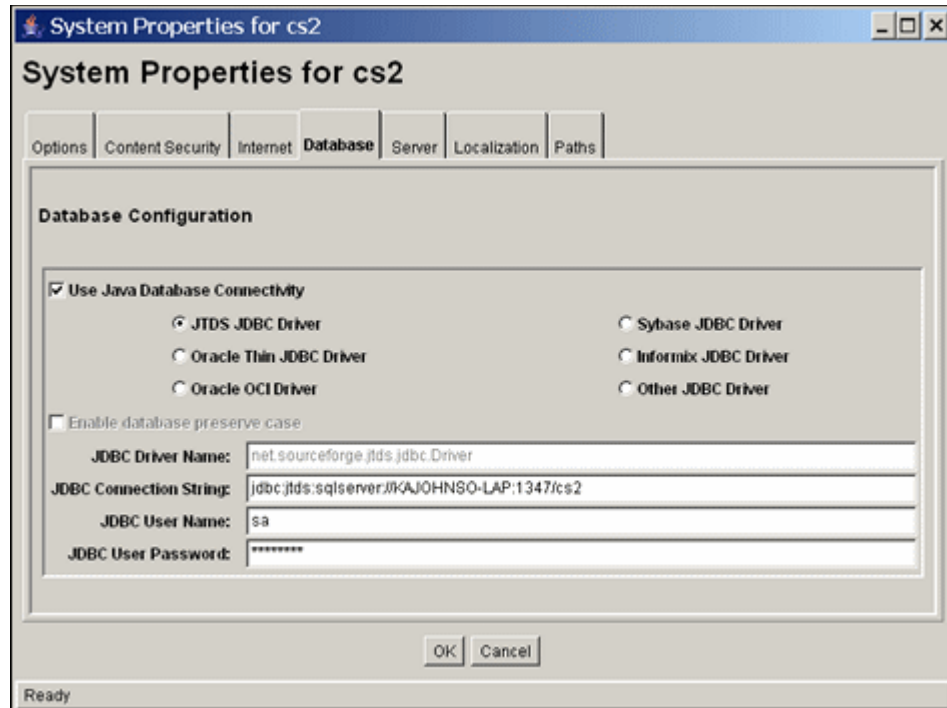 System Properties for cs2
System Properties for cs2
Options Content Security Internet Database Server Localization Paths
Database Configuration
Use Java Database Connectivity
JTDS JDBC Driver Sybase JDBC Driver
Oracle Thin JDBC Driver Informix JDBC Driver
Oracle OCI Driver Other JDBC Driver
Enable database preserve case
JDBC Driver Name: net.sourceforge.jtds.jdbc.Driver
JDBC Connection String: jdbc:jtds:sqlserver://KAJOHNSO-LAP:1347/cs2
JDBC User Name: sa
JDBC User Password: ********
OK Cancel
Ready